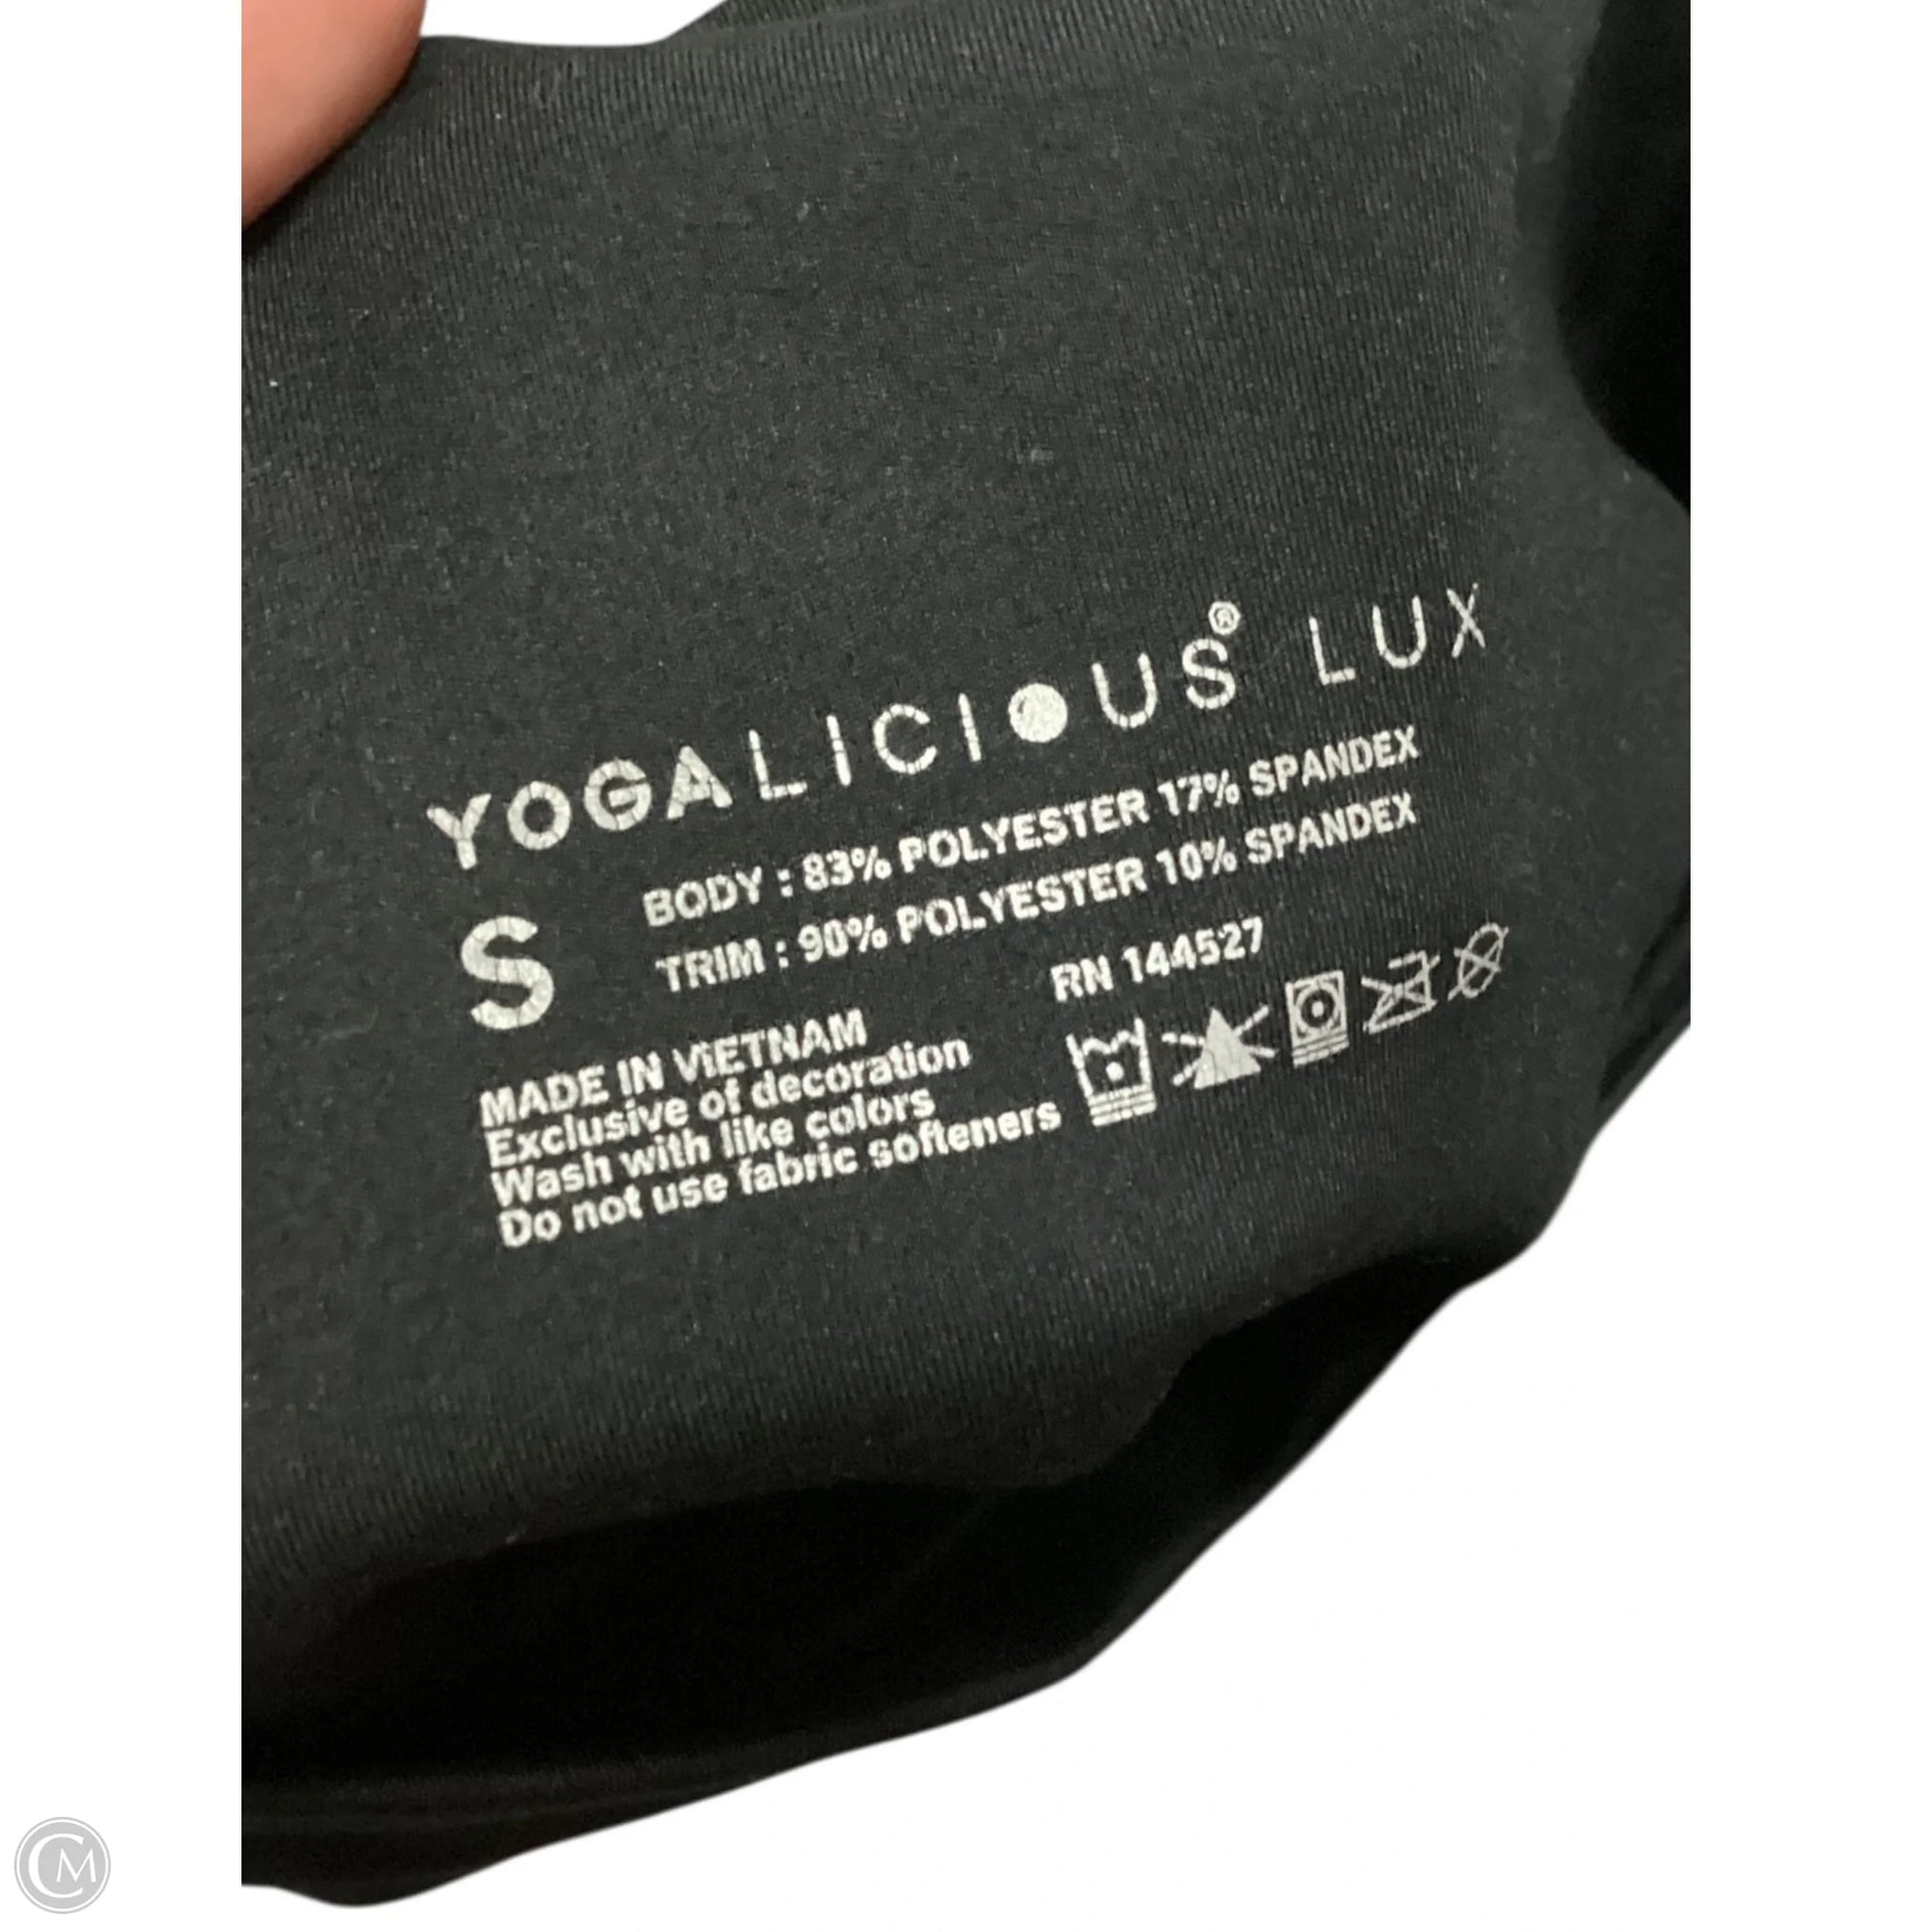 YOGALICIOUS® LUX
S
BODY : 83% POLYESTER 17% SPANDEX
TRIM : 90% POLYESTER 10% SPANDEX
RN 144527
MADE IN VIETNAM
Exclusive of decoration
Wash with like colors
Do not use fabric softeners
CM